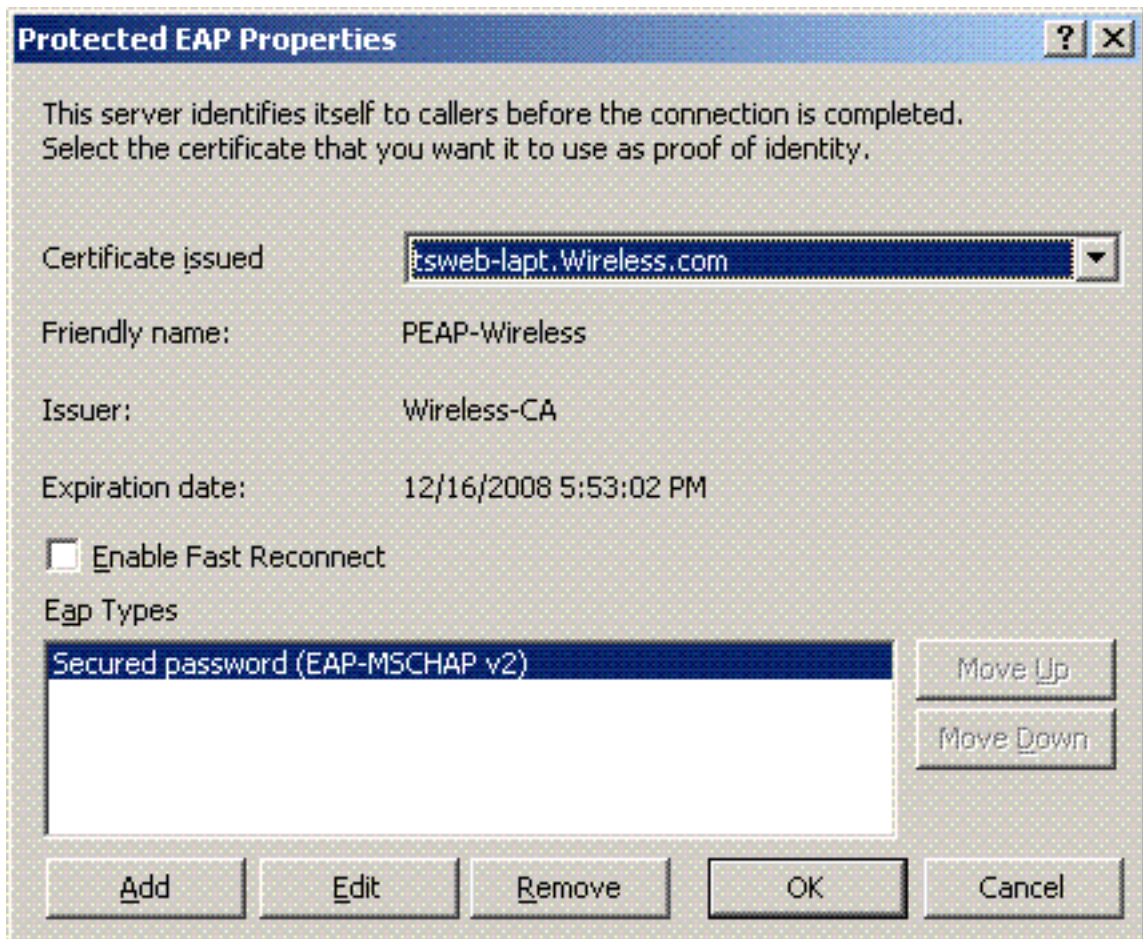 Protected EAP Properties
This server identifies itself to callers before the connection is completed.
Select the certificate that you want it to use as proof of identity.
Certificate issued tsweb-lapt.Wireless.com
Friendly name: PEAP-Wireless
Issuer: Wireless-CA
Expiration date: 12/16/2008 5:53:02 PM
Enable Fast Reconnect
Eap Types
Secured password (EAP-MSCHAP v2)
Move Up
Move Down
Add Edit Remove OK Cancel